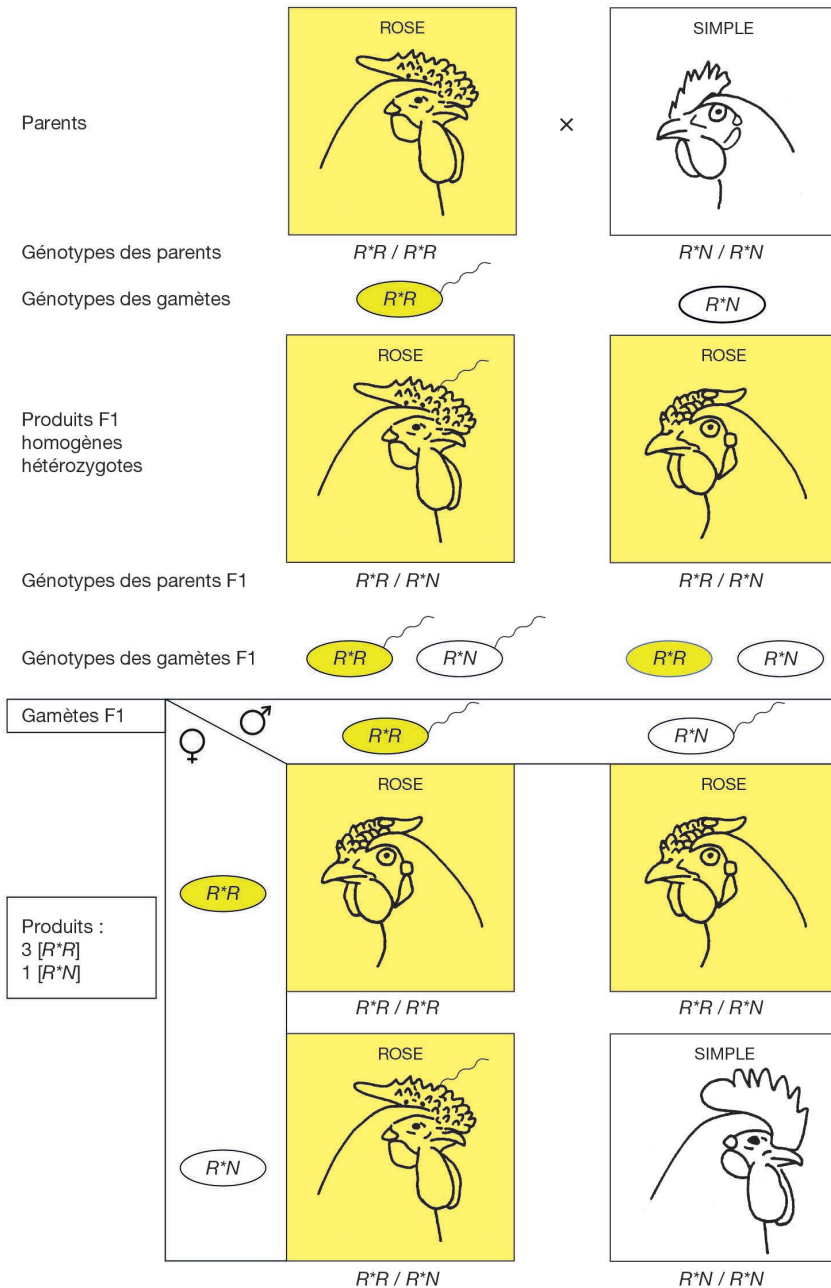 ROSE
SIMPLE
Parents
×
Génotypes des parents
R*R / R*R
R*N / R*N
Génotypes des gamètes
R*R
R*N
ROSE
ROSE
Produits F1
homogènes
hétérozygotes
Génotypes des parents F1
R*R / R*N
R*R / R*N
Génotypes des gamètes F1
R*R
R*N
R*R
R*N
Gamètes F1
♀
♂
R*R
R*N
ROSE
ROSE
R*R
Produits :
3 [R*R]
1 [R*N]
R*R / R*R
R*R / R*N
ROSE
SIMPLE
R*N
R*R / R*N
R*N / R*N